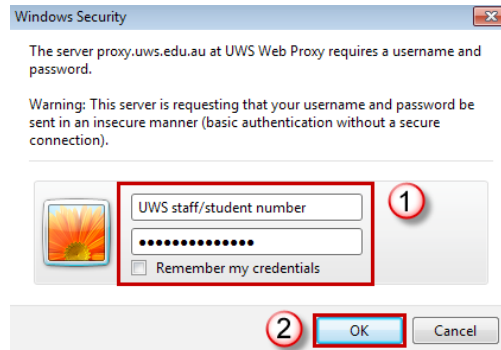 Windows Security
The server proxy.uws.edu.au at UWS Web Proxy requires a username and
password.
Warning: This server is requesting that your username and password be
sent in an insecure manner (basic authentication without a secure
connection).
UWS staff/student number
••••••••••••••
Remember my credentials
1
2
OK
Cancel